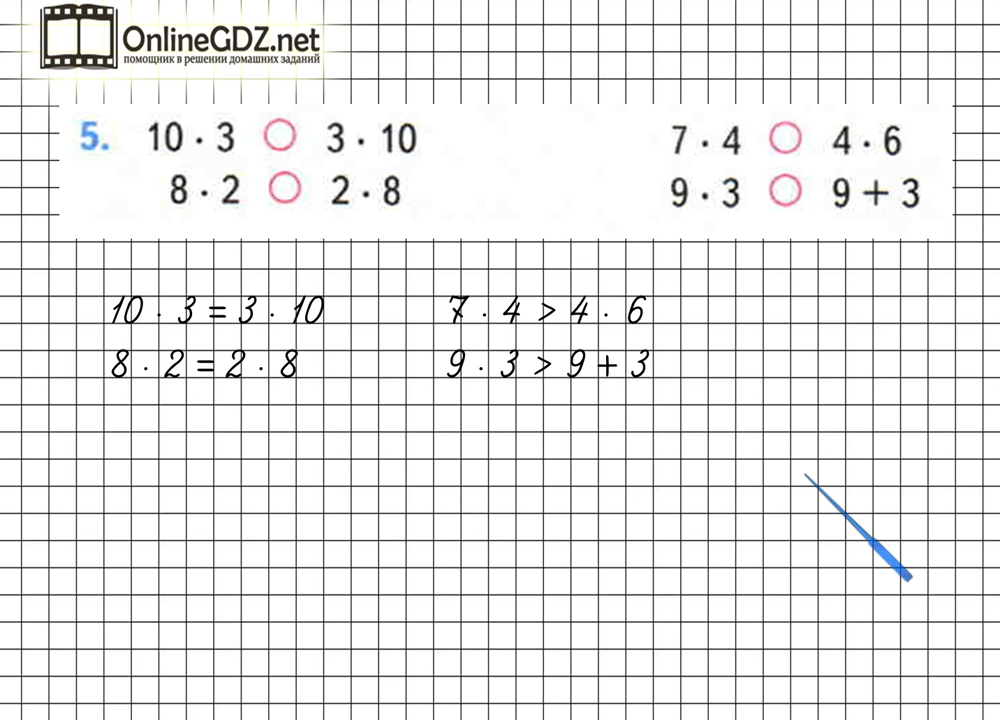 OnlineGDZ.net
помощник в решении домашних заданий
5. 10 · 3 ○ 3 · 10 7 · 4 ○ 4 · 6
8 · 2 ○ 2 · 8 9 · 3 ○ 9 + 3
10 · 3 = 3 · 10 7 · 4 > 4 · 6
8 · 2 = 2 · 8 9 · 3 > 9 + 3